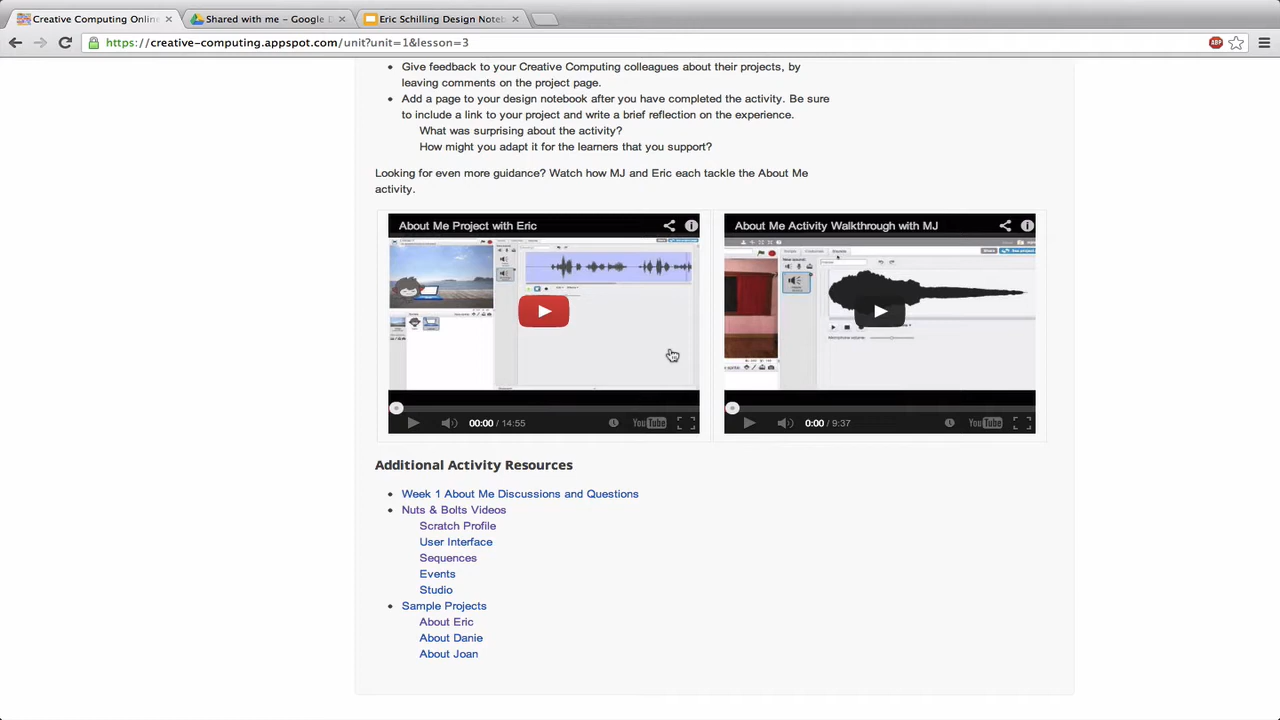 Creative Computing Onlin
Shared with me – Google D
Eric Schilling Design Noteb
https://creative-computing.appspot.com/unit?unit=1&lesson=3
ABP
• Give feedback to your Creative Computing colleagues about their projects, by
leaving comments on the project page.
• Add a page to your design notebook after you have completed the activity. Be sure
to include a link to your project and write a brief reflection on the experience.
What was surprising about the activity?
How might you adapt it for the learners that you support?
Looking for even more guidance? Watch how MJ and Eric each tackle the About Me
activity.
About Me Project with Eric
00:00 / 14:55
YouTube
About Me Activity Walkthrough with MJ
0:00 / 9:37
YouTube
Additional Activity Resources
• Week 1 About Me Discussions and Questions
• Nuts & Bolts Videos
Scratch Profile
User Interface
Sequences
Events
Studio
• Sample Projects
About Eric
About Danie
About Joan